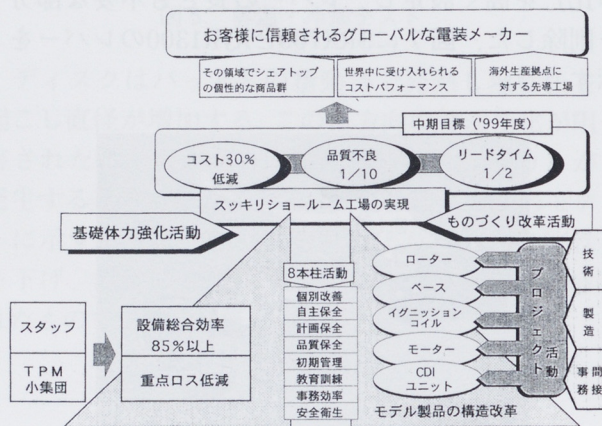 お客様に信頼されるグローバルな電装メーカー
その領域でシェアトップ
の個性的な商品群
世界中に受け入れられる
コストパフォーマンス
海外生産拠点に
対する先導工場
中期目標('99年度)
コスト30%
低減
品質不良
1/10
リードタイム
1/2
スッキリショールーム工場の実現
基礎体力強化活動
ものづくり改革活動
8本柱活動
個別改善
自主保全
計画保全
品質保全
初期管理
教育訓練
事務効率
安全衛生
スタッフ
TPM
小集団
設備総合効率
85%以上
重点ロス低減
ローター
ベース
イグニッション
コイル
モーター
CDI
ユニット
プロジェクト
活動
技術
製造
事務
間接
モデル製品の構造改革